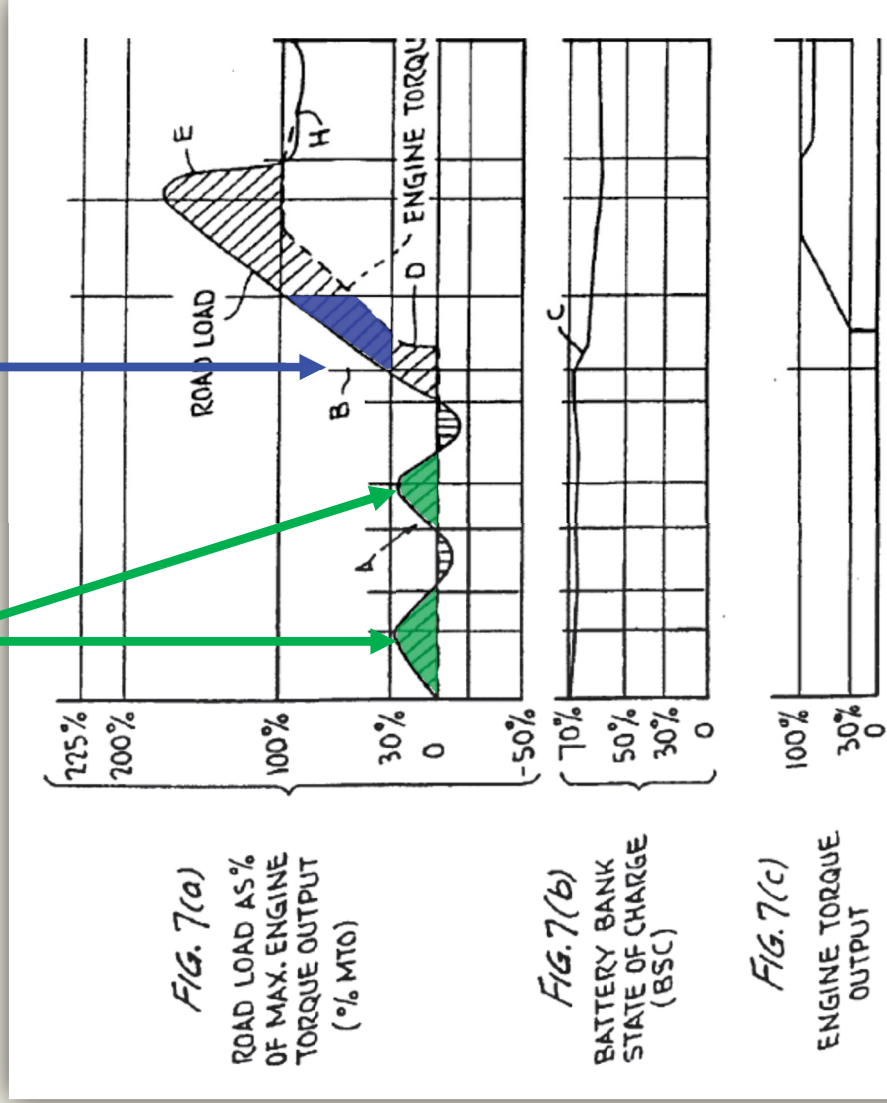 FIG. 7(a)
ROAD LOAD AS %
OF MAX. ENGINE
TORQUE OUTPUT
(% MTO)
225%
200%
100%
30%
0
-50%
ROAD LOAD
E
H
ENGINE TORQU
D
B
A
FIG. 7(b)
BATTERY BANK
STATE OF CHARGE
(BSC)
70%
50%
30%
0
C
FIG. 7(c)
ENGINE TORQUE
OUTPUT
100%
30%
0